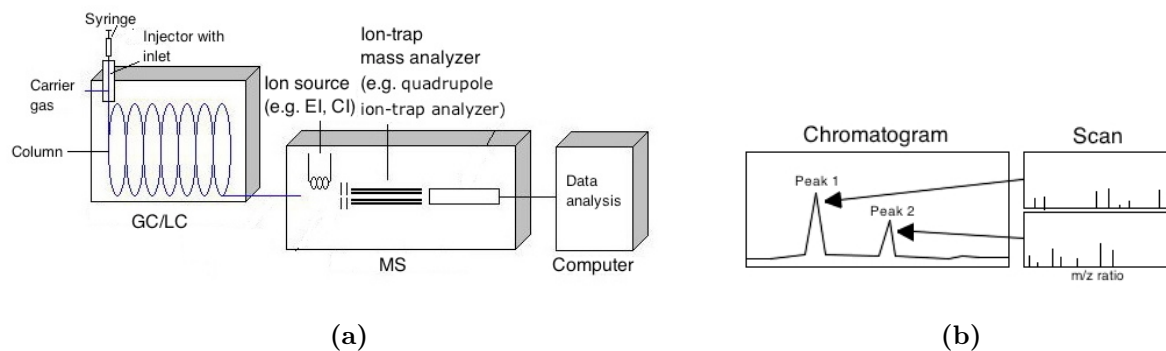 Syringe
Injector with
inlet
Carrier
gas
Column
GC/LC
Ion source
(e.g. EI, CI)
Ion-trap
mass analyzer
(e.g. quadrupole
ion-trap analyzer)
MS
Data
analysis
Computer
(a)
Chromatogram
Peak 1
Peak 2
Scan
m/z ratio
(b)